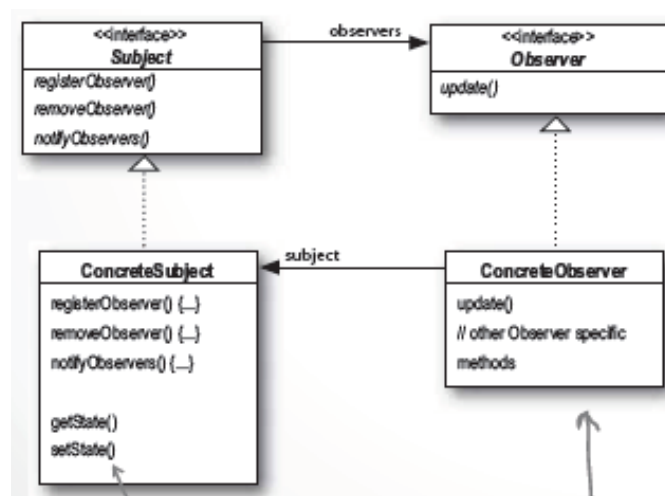 <<interface>>
Subject
registerObserver()
removeObserver()
notifyObservers()
observers
<<interface>>
Observer
update()
ConcreteSubject
registerObserver() {...}
removeObserver() {...}
notifyObservers() {...}
getState()
setState()
subject
ConcreteObserver
update()
// other Observer specific
methods